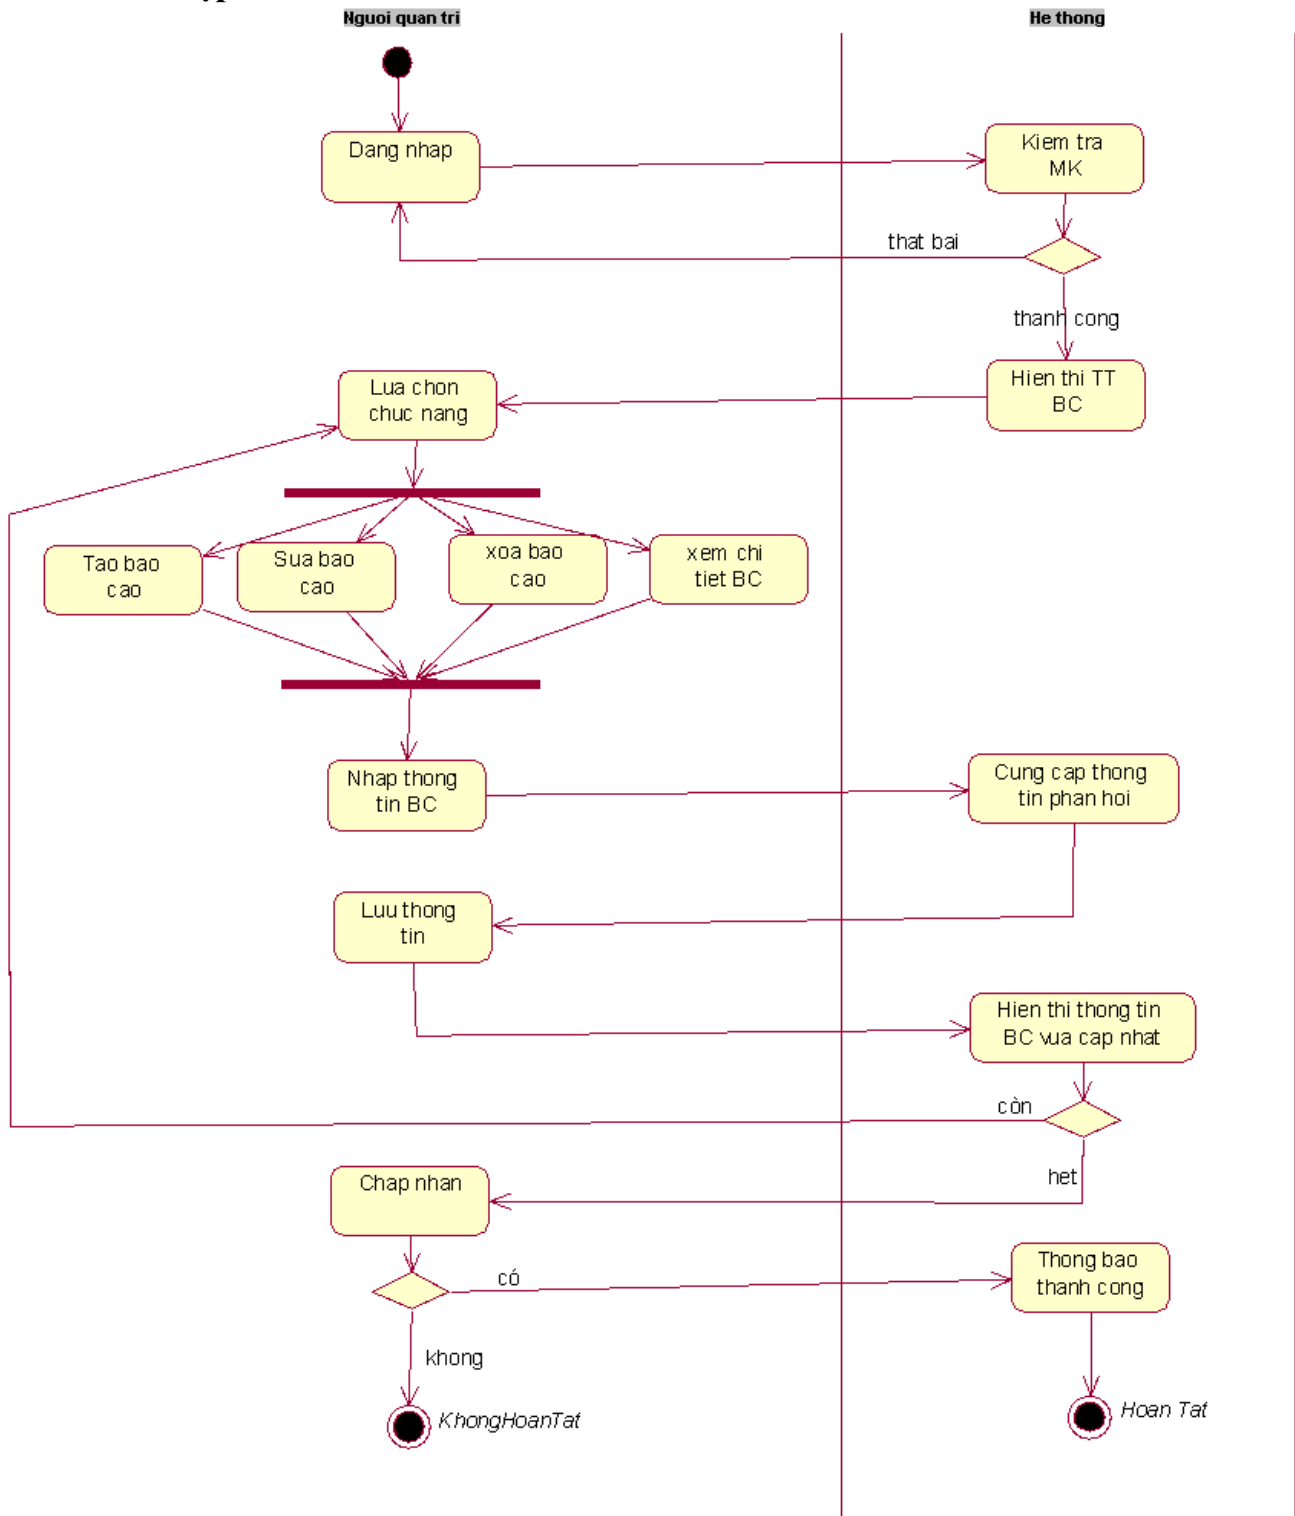 Nguoi quan tri
He thong
Dang nhap
Kiem tra
MK
that bai
thanh cong
Lua chon
chuc nang
Hien thi TT
BC
Tao bao
cao
Sua bao
cao
xoa bao
cao
xem chi
tiet BC
Nhap thong
tin BC
Cung cap thong
tin phan hoi
Luu thong
tin
Hien thi thong tin
BC vua cap nhat
còn
het
Chap nhan
có
Thong bao
thanh cong
khong
KhongHoanTat
Hoan Tat